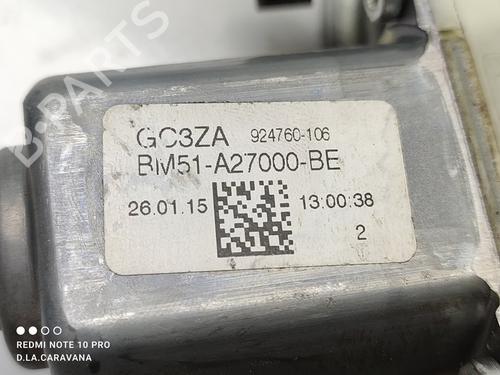 GC3ZA 924760-106
BM51-A27000-BE
26.01.15 13:00:38
2
B-PARTS
REDMI NOTE 10 PRO
D.LA.CARAVANA